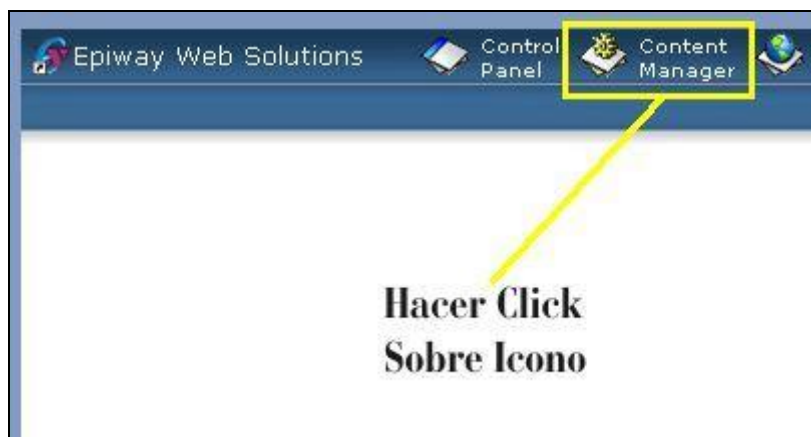 Epiway Web Solutions
Control
Panel
Content
Manager
Hacer Click
Sobre Icono